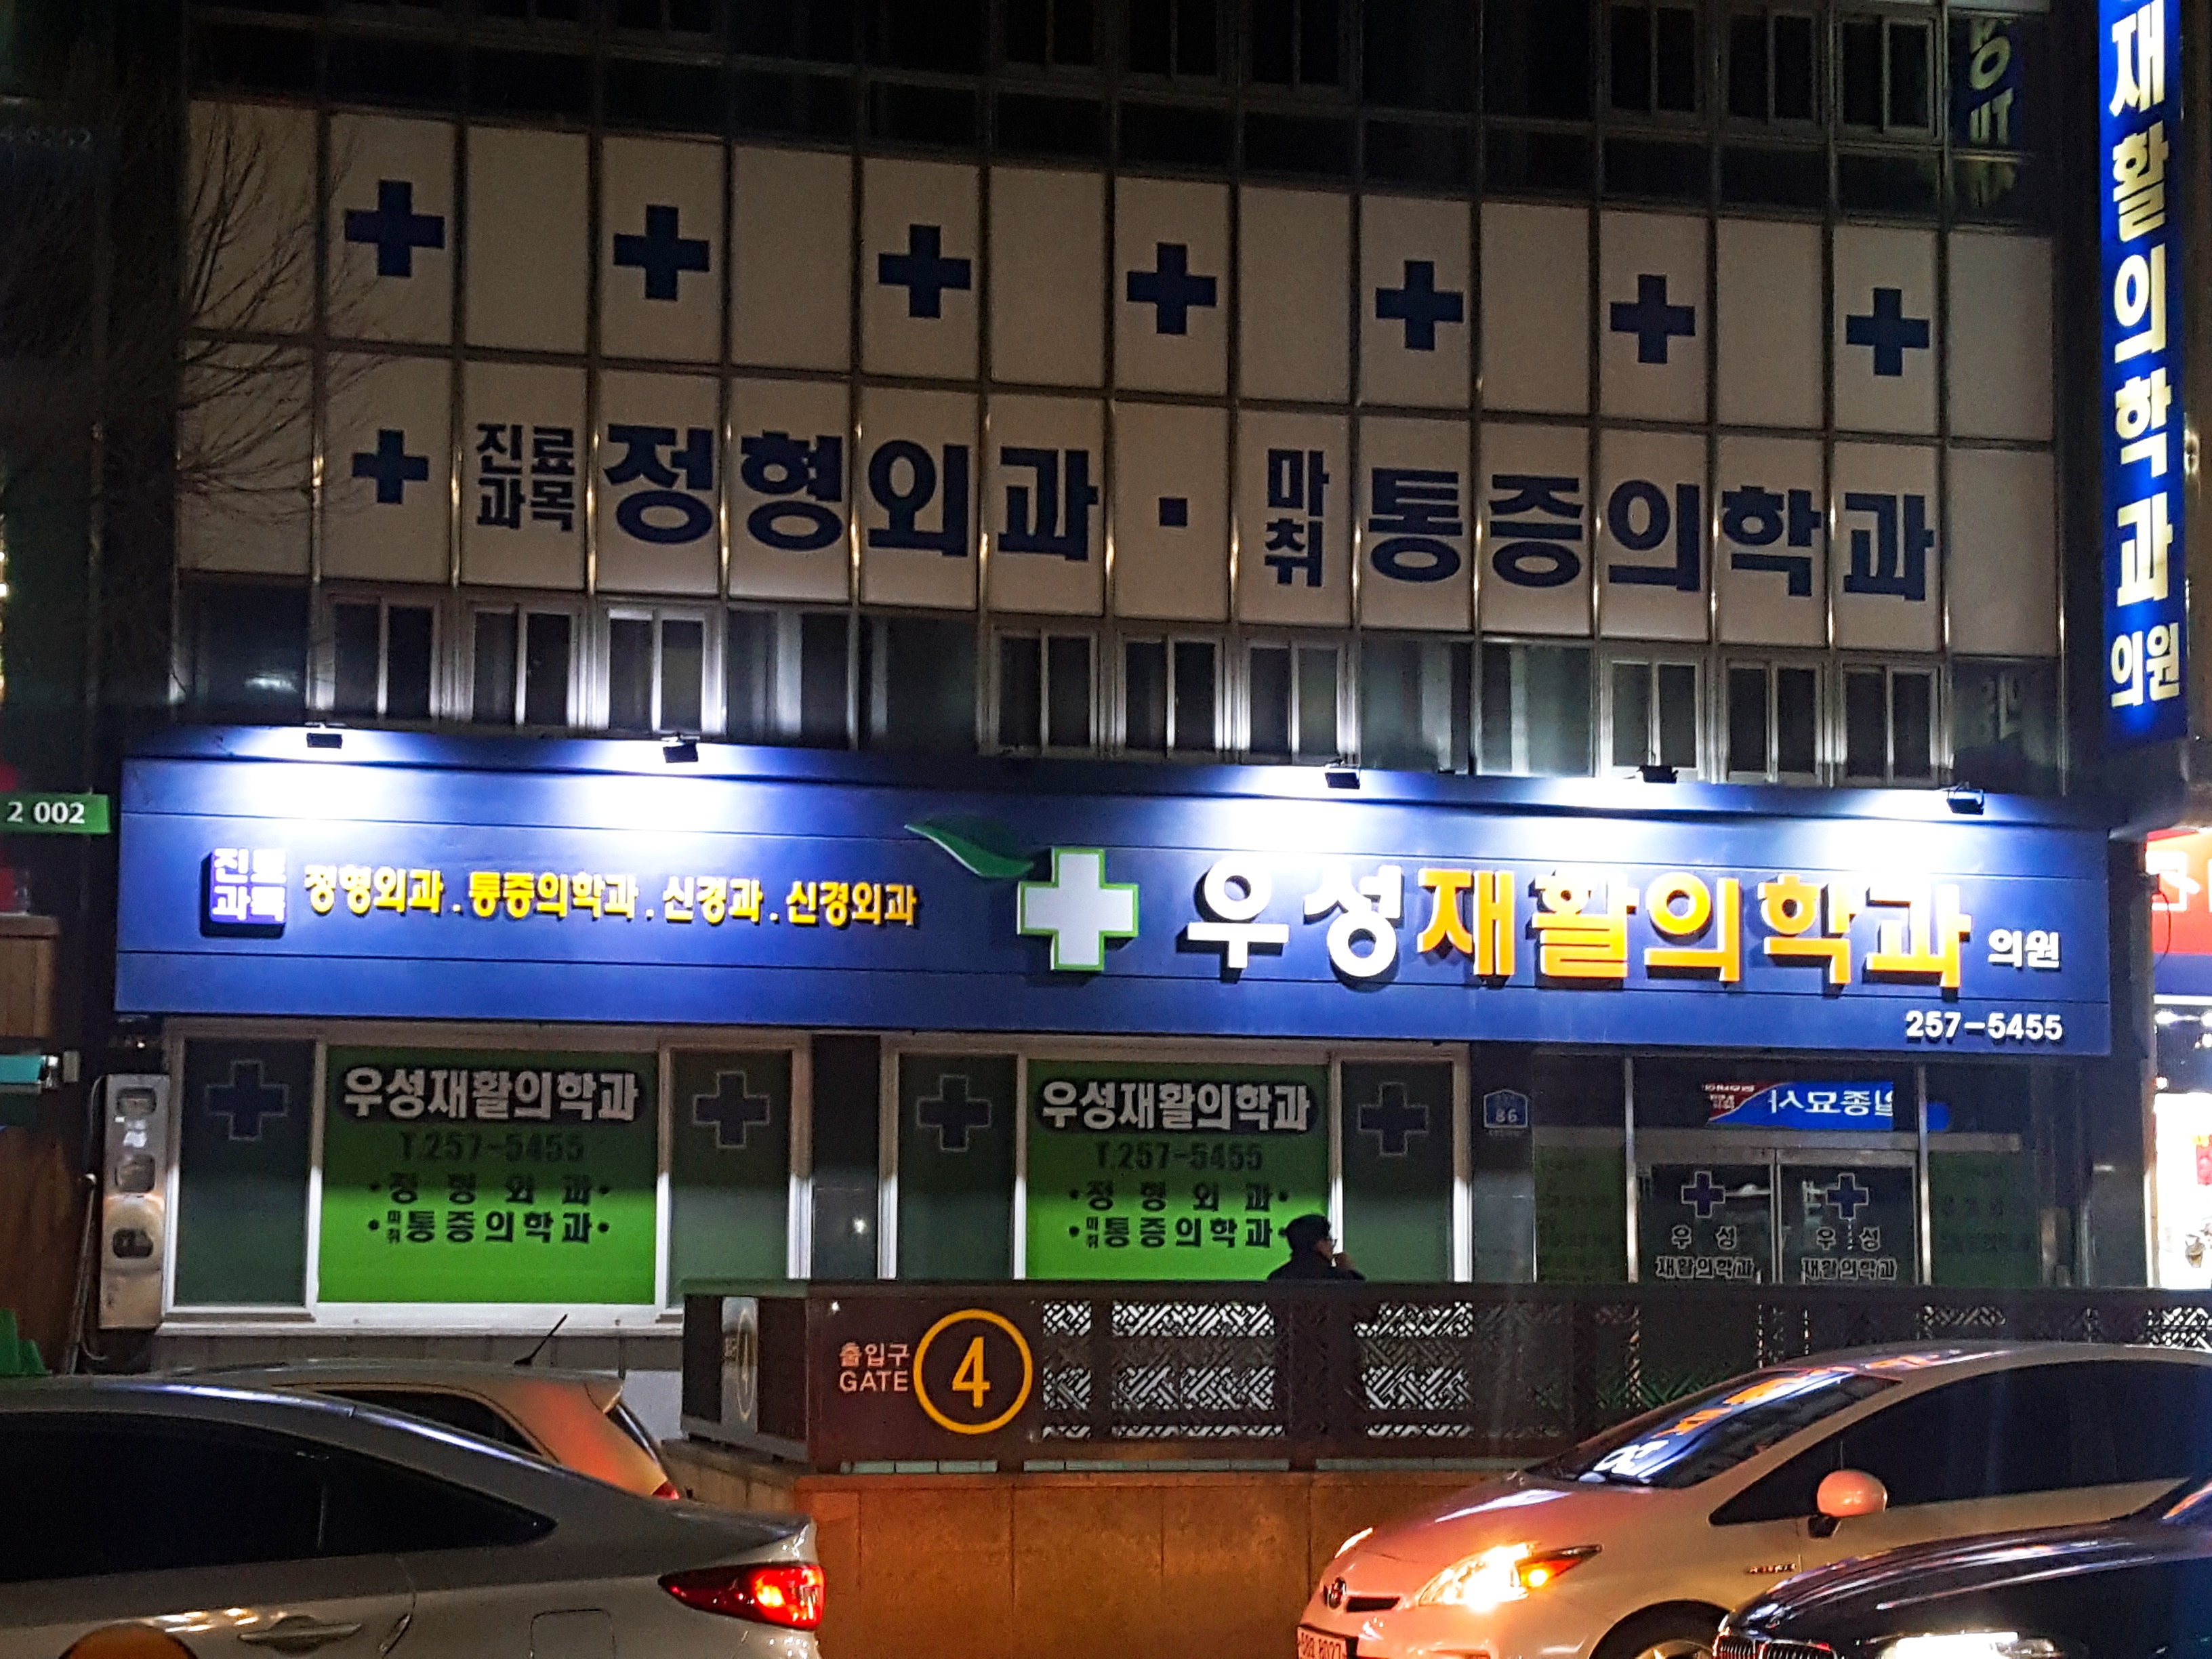 재활의학과의원
진료과목 정형외과 · 마취통증의학과
2 002
진료과목 정형외과 . 통증의학과 . 신경과 . 신경외과
우성재활의학과 의원
257-5455
우성재활의학과
T.257-5455
•정형외과•
•마취통증의학과•
우성재활의학과
T.257-5455
•정형외과•
•마취통증의학과•
86
우성
재활의학과
우성
재활의학과
출입구
GATE
4